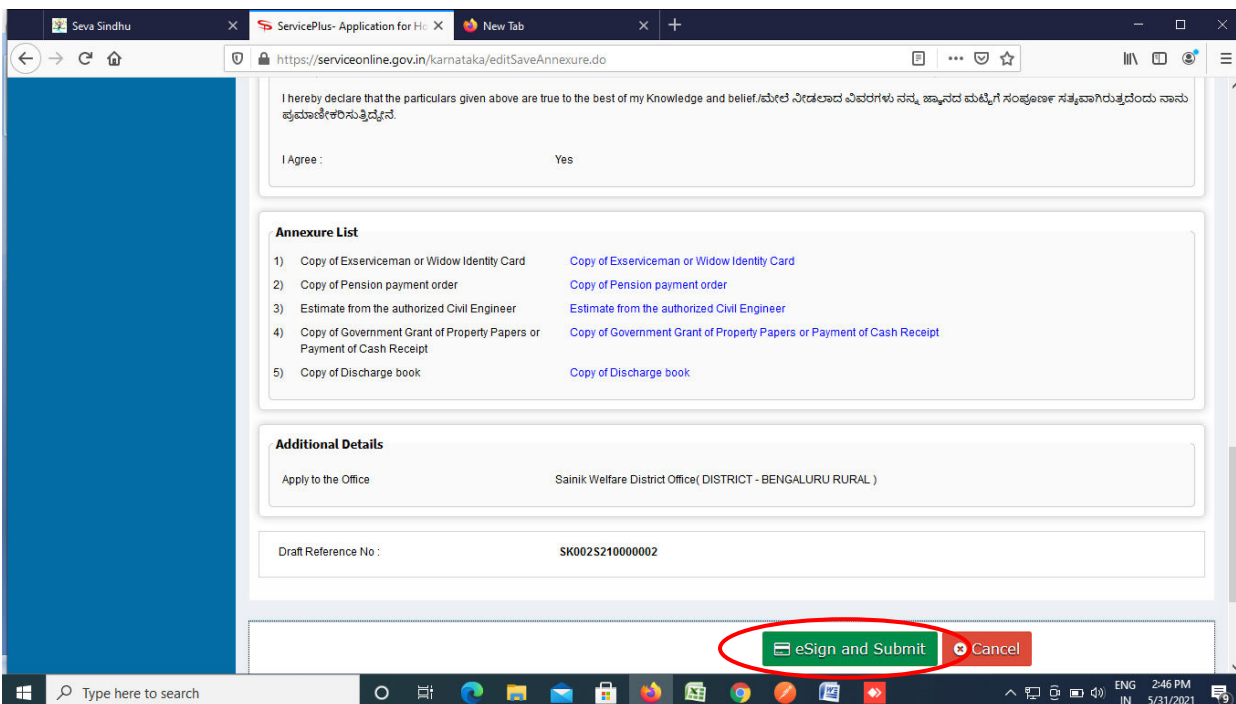 Seva Sindhu
ServicePlus- Application for Ho
New Tab
https://serviceonline.gov.in/karnataka/editSaveAnnexure.do
I hereby declare that the particulars given above are true to the best of my Knowledge and belief./ಮೇಲೆ ನೀಡಲಾದ ವಿವರಗಳು ನನ್ನ ಜ್ಞಾನದ ಮಟ್ಟಿಗೆ ಸಂಪೂರ್ಣ ಸತ್ಯವಾಗಿರುತ್ತದೆಂದು ನಾನು
ಪ್ರಮಾಣೀಕರಿಸುತ್ತಿದ್ದೇನೆ.
I Agree : Yes
Annexure List
1) Copy of Exserviceman or Widow Identity Card Copy of Exserviceman or Widow Identity Card
2) Copy of Pension payment order Copy of Pension payment order
3) Estimate from the authorized Civil Engineer Estimate from the authorized Civil Engineer
4) Copy of Government Grant of Property Papers or Copy of Government Grant of Property Papers or Payment of Cash Receipt
Payment of Cash Receipt
5) Copy of Discharge book Copy of Discharge book
Additional Details
Apply to the Office Sainik Welfare District Office( DISTRICT - BENGALURU RURAL )
Draft Reference No : SK002S210000002
eSign and Submit Cancel
Type here to search
ENG 2:46 PM
IN 5/31/2021
9